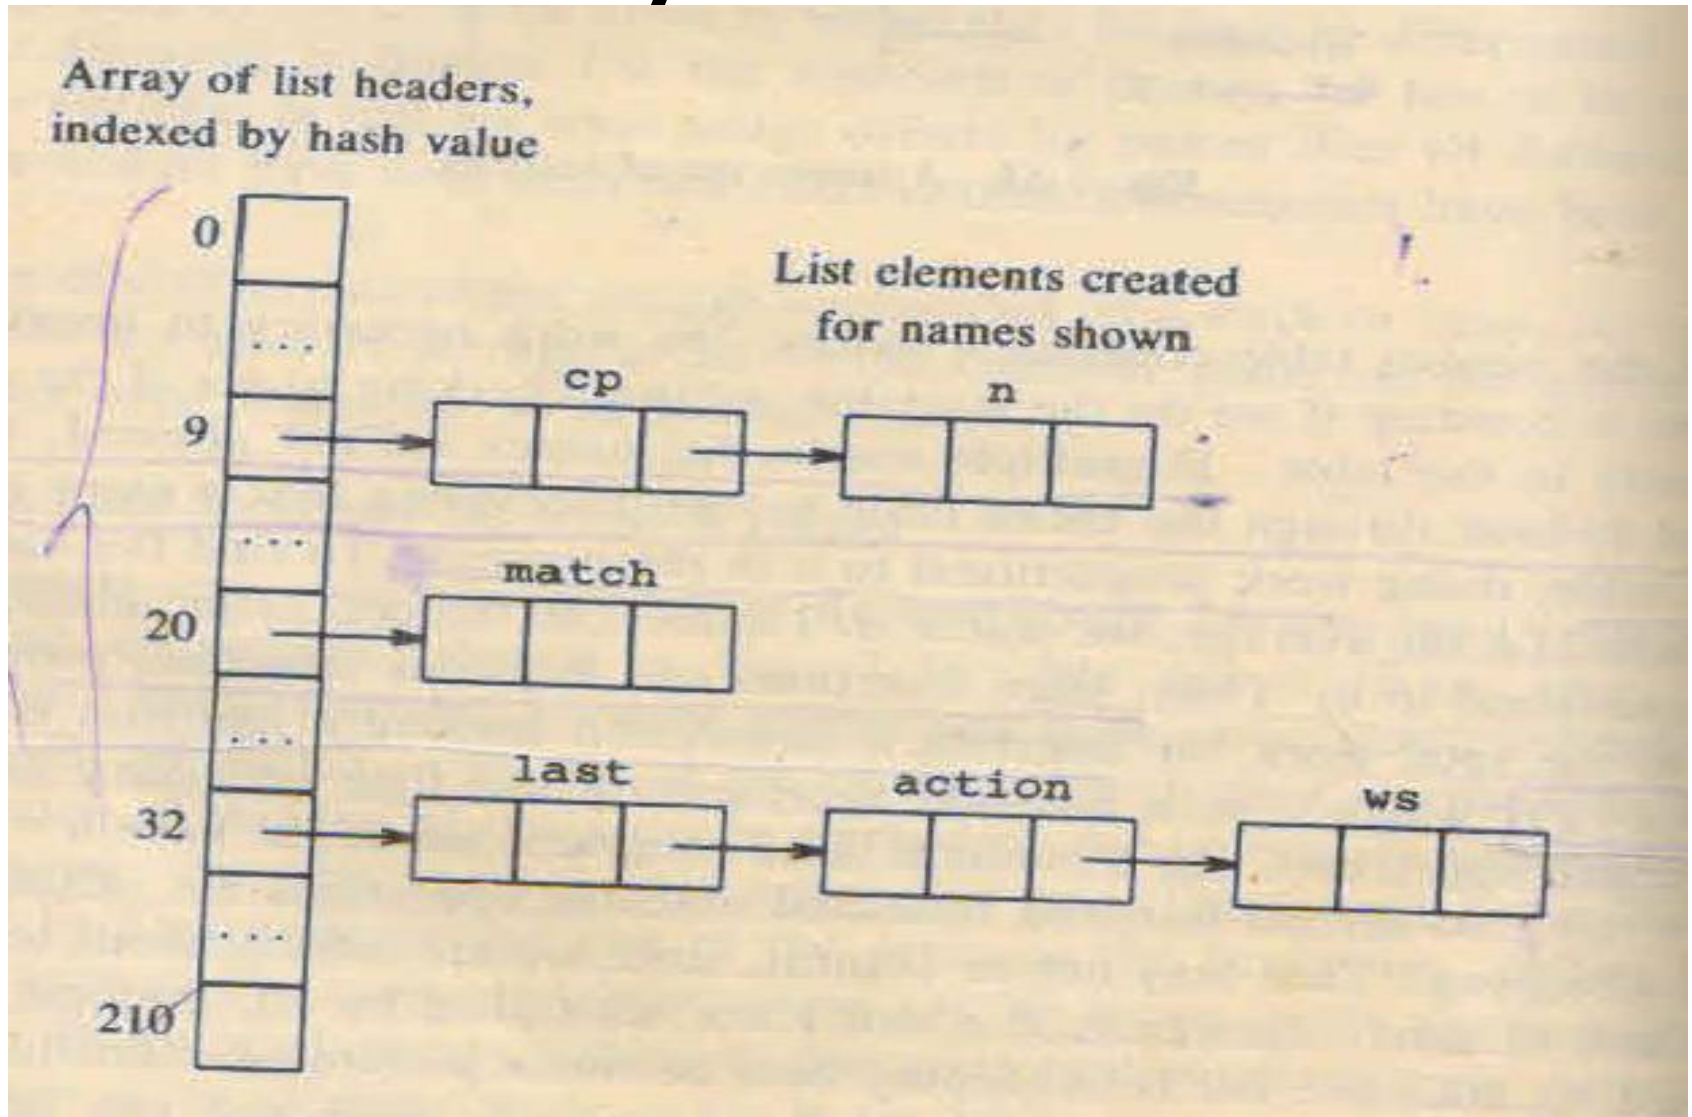 Array of list headers,
indexed by hash value
0
List elements created
for names shown
...
cp
n
9
...
match
20
...
last
action
ws
32
...
210